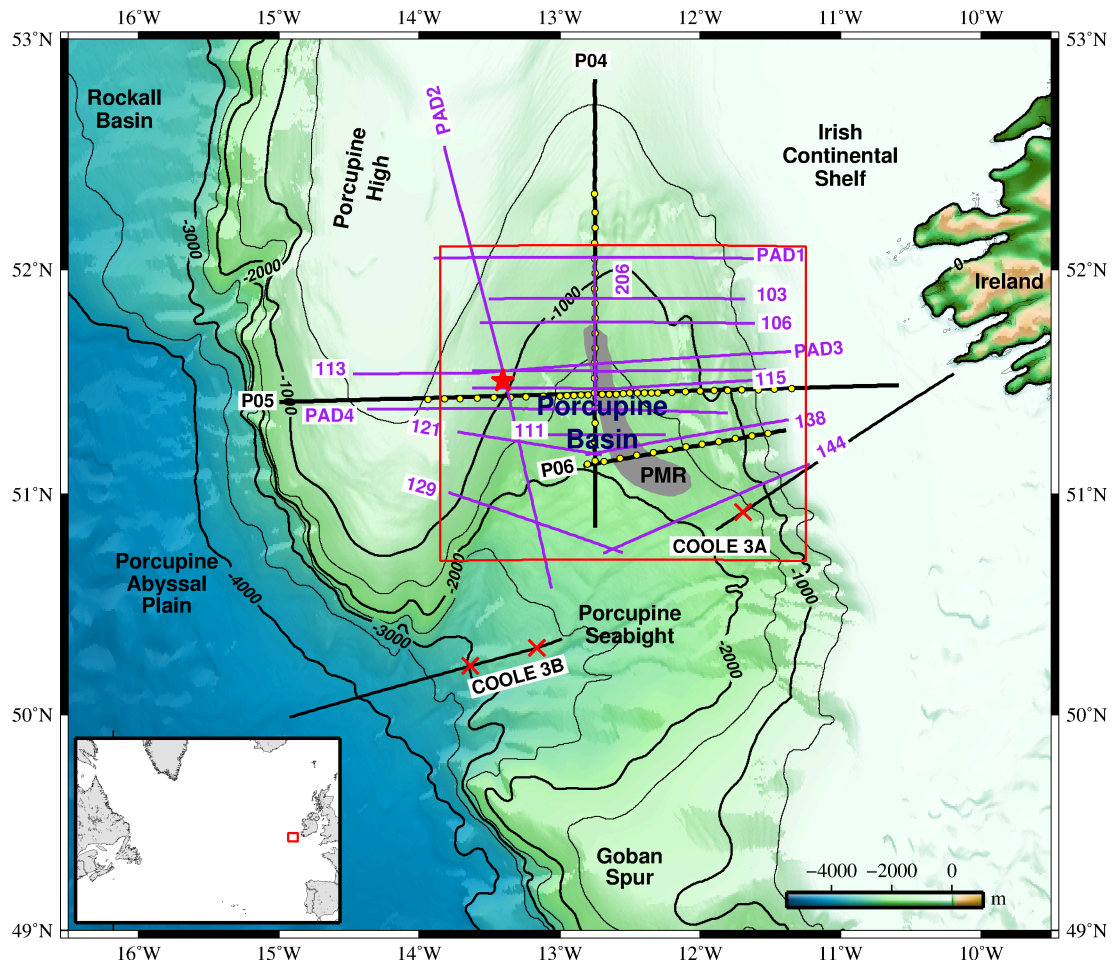 16°W
15°W
14°W
13°W
12°W
11°W
10°W
53°N
53°N
P04
Rockall
Basin
PAD2
Porcupine
High
Irish
Continental
Shelf
-3000
-2000
52°N
52°N
PAD1
206
0
Ireland
-1000
103
106
PAD3
113
115
-1000
P05
PAD4
Porcupine
Basin
121
111
138
144
P06
PMR
129
51°N
51°N
COOLE 3A
Porcupine
Abyssal
Plain
-4000
-2000
-1000
-3000
Porcupine
Seabight
-2000
COOLE 3B
50°N
50°N
Goban
Spur
−4000
−2000
0
m
49°N
49°N
16°W
15°W
14°W
13°W
12°W
11°W
10°W